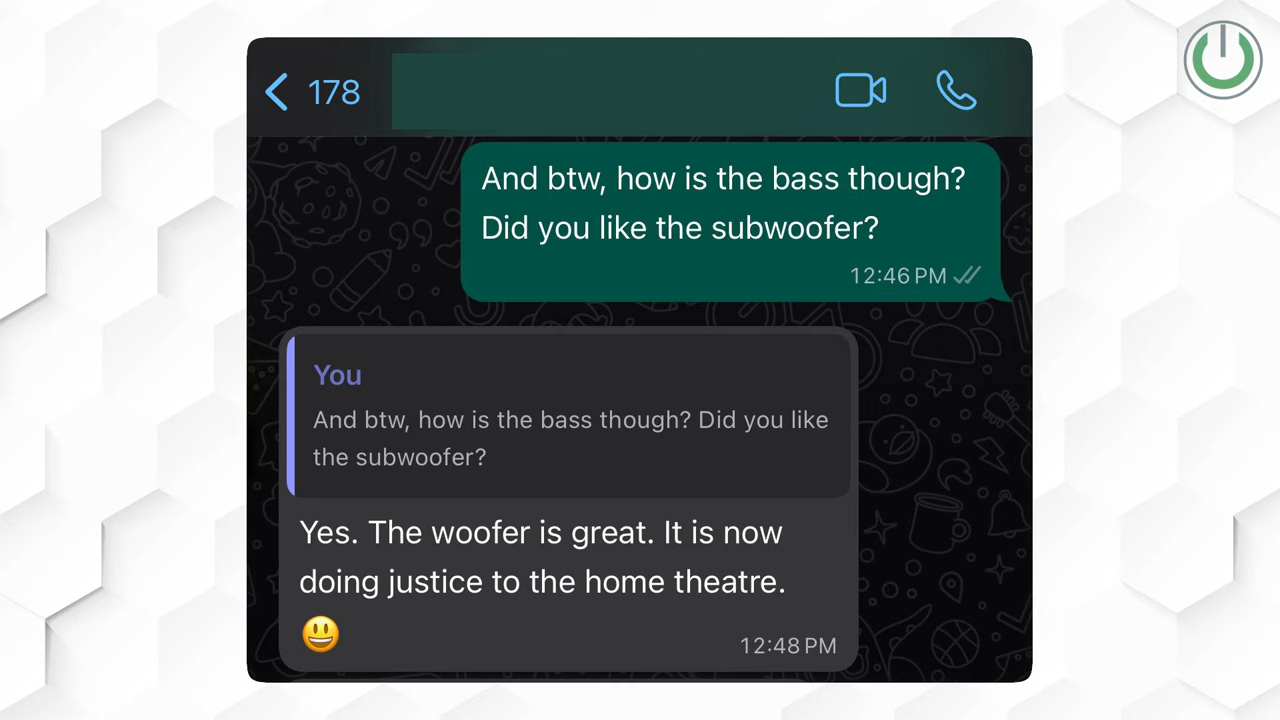 178
And btw, how is the bass though?
Did you like the subwoofer?
12:46 PM
You
And btw, how is the bass though? Did you like
the subwoofer?
Yes. The woofer is great. It is now
doing justice to the home theatre.
😃
12:48 PM